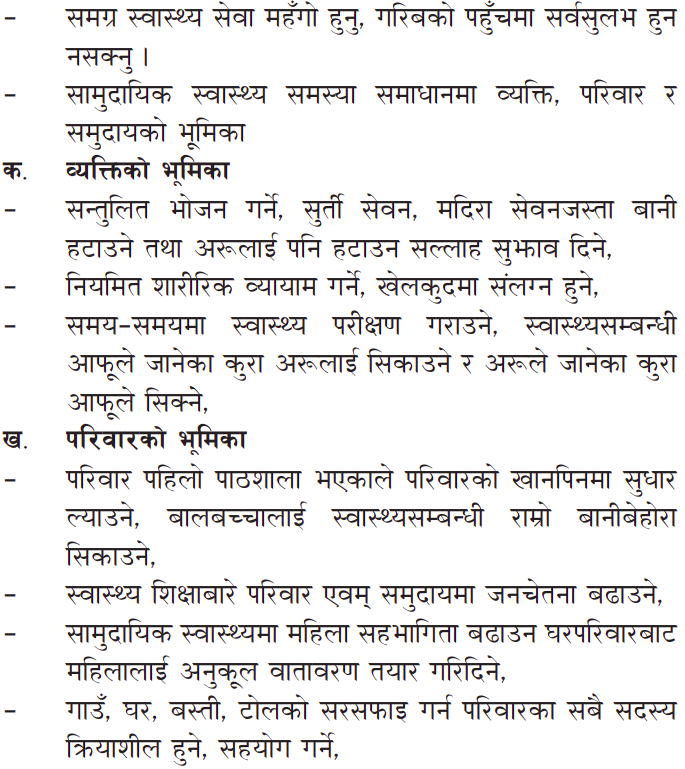 – समग्र स्वास्थ्य सेवा महँगो हुनु, गरिबको पहुँचमा सर्वसुलभ हुन
नसक्नु ।
– सामुदायिक स्वास्थ्य समस्या समाधानमा व्यक्ति, परिवार र
समुदायको भूमिका
क. व्यक्तिको भूमिका
– सन्तुलित भोजन गर्ने, सुर्ती सेवन, मदिरा सेवनजस्ता बानी
हटाउने तथा अरूलाई पनि हटाउन सल्लाह सुझाव दिने,
– नियमित शारीरिक व्यायाम गर्ने, खेलकुदमा संलग्न हुने,
– समय-समयमा स्वास्थ्य परीक्षण गराउने, स्वास्थ्यसम्बन्धी
आफूले जानेका कुरा अरूलाई सिकाउने र अरूले जानेका कुरा
आफूले सिक्ने,
ख. परिवारको भूमिका
– परिवार पहिलो पाठशाला भएकाले परिवारको खानपिनमा सुधार
ल्याउने, बालबच्चालाई स्वास्थ्यसम्बन्धी राम्रो बानीबेहोरा
सिकाउने,
– स्वास्थ्य शिक्षाबारे परिवार एवम् समुदायमा जनचेतना बढाउने,
– सामुदायिक स्वास्थ्यमा महिला सहभागिता बढाउन घरपरिवारबाट
महिलालाई अनुकूल वातावरण तयार गरिदिने,
– गाउँ, घर, बस्ती, टोलको सरसफाइ गर्न परिवारका सबै सदस्य
क्रियाशील हुने, सहयोग गर्ने,